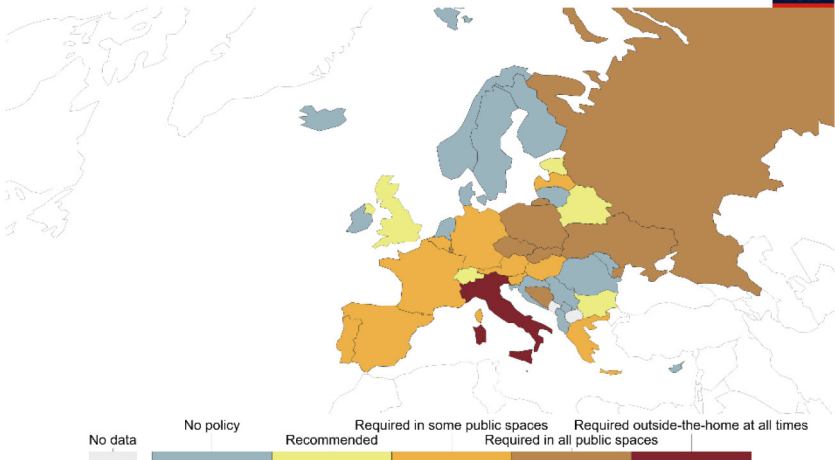 No policy
Required in some public spaces
Required outside-the-home at all times
No data
Recommended
Required in all public spaces